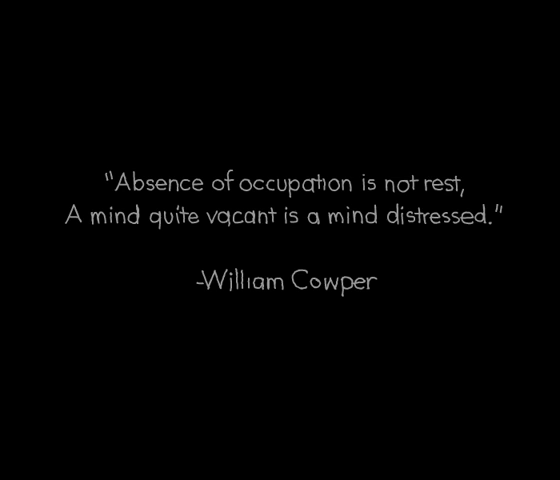 "Absence of occupation is not rest,
A mind quite vacant is a mind distressed."
-William Cowper